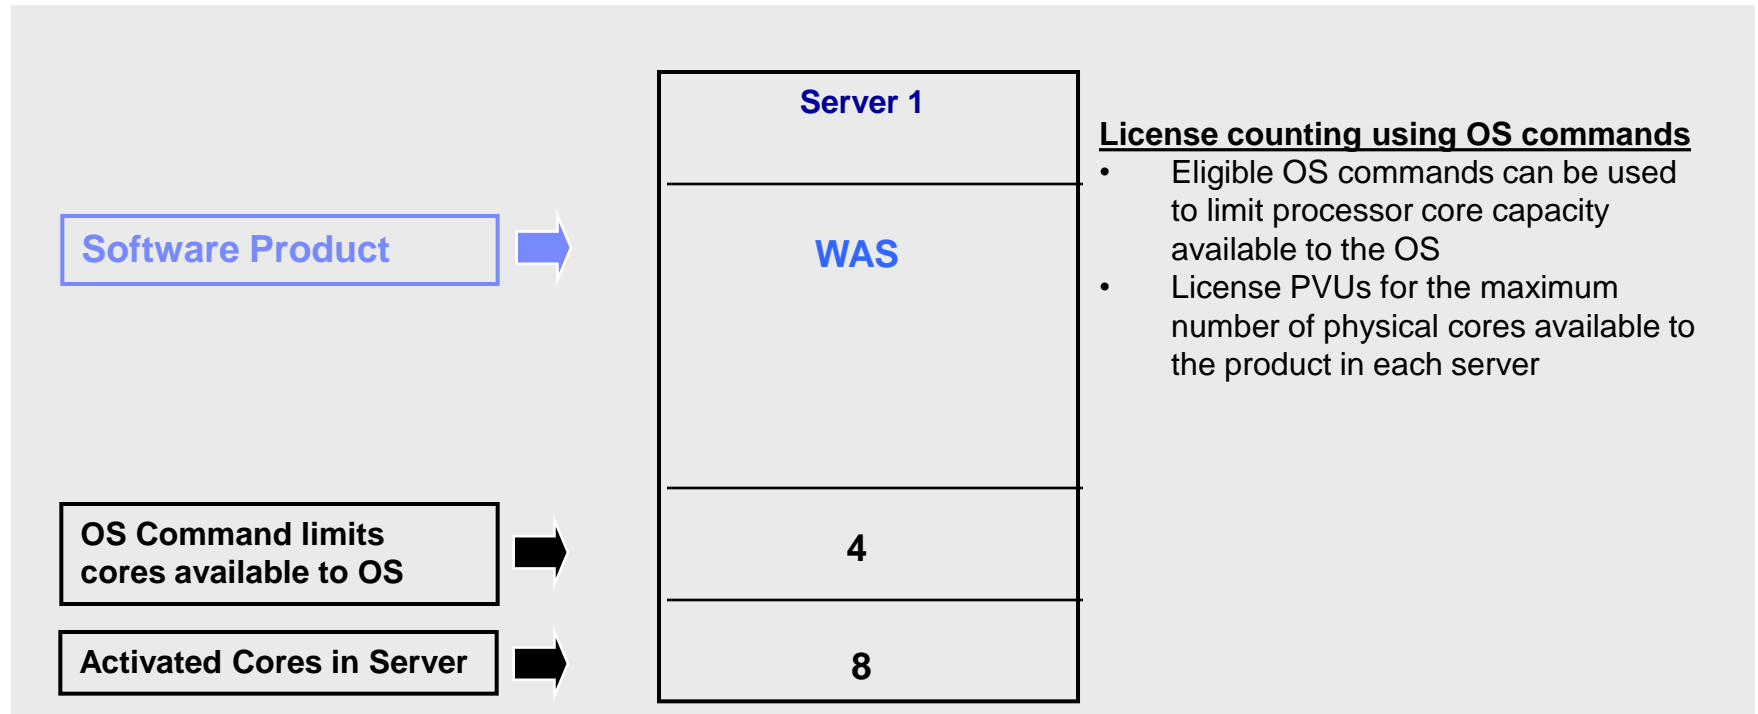 Server 1
License counting using OS commands
• Eligible OS commands can be used
to limit processor core capacity
available to the OS
• License PVUs for the maximum
number of physical cores available to
the product in each server
Software Product
WAS
OS Command limits
cores available to OS
4
Activated Cores in Server
8